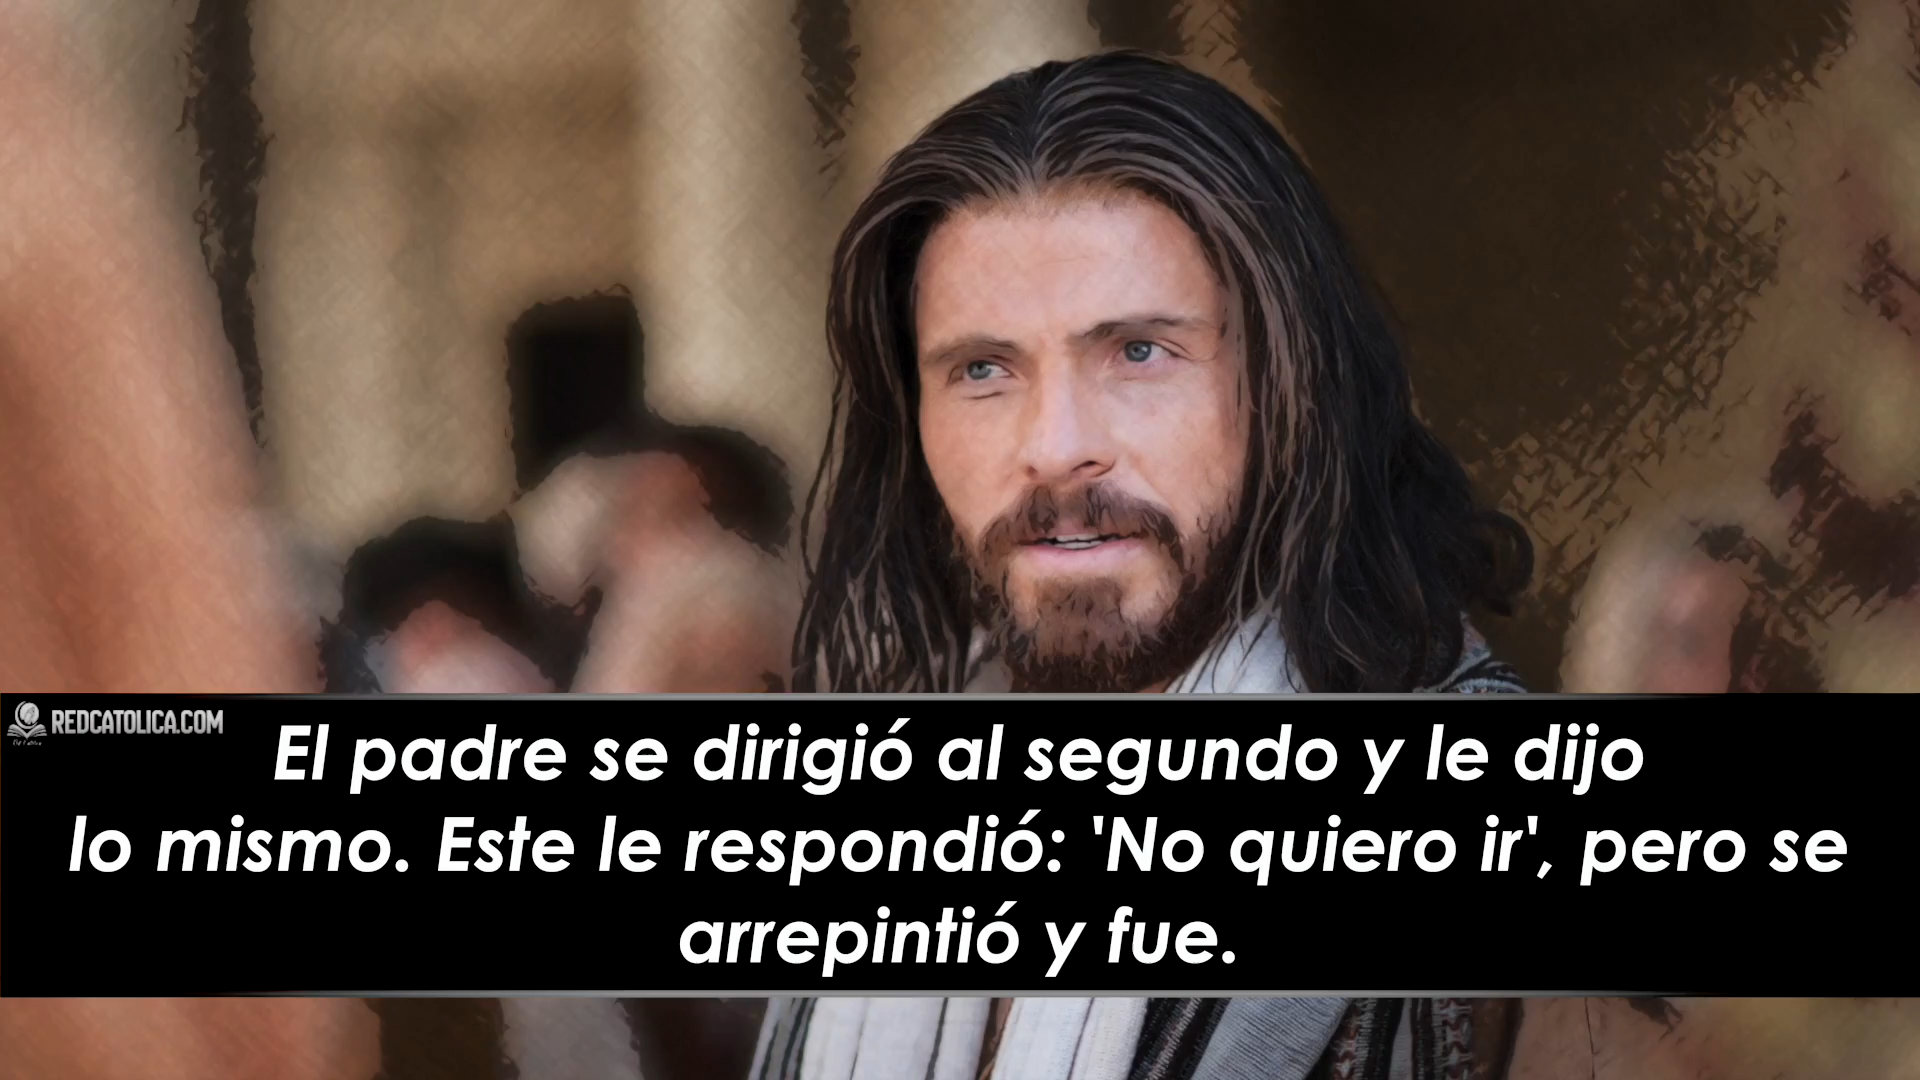 REDCATOLICA.COM
El padre se dirigió al segundo y le dijo
lo mismo. Este le respondió: 'No quiero ir', pero se
arrepintió y fue.